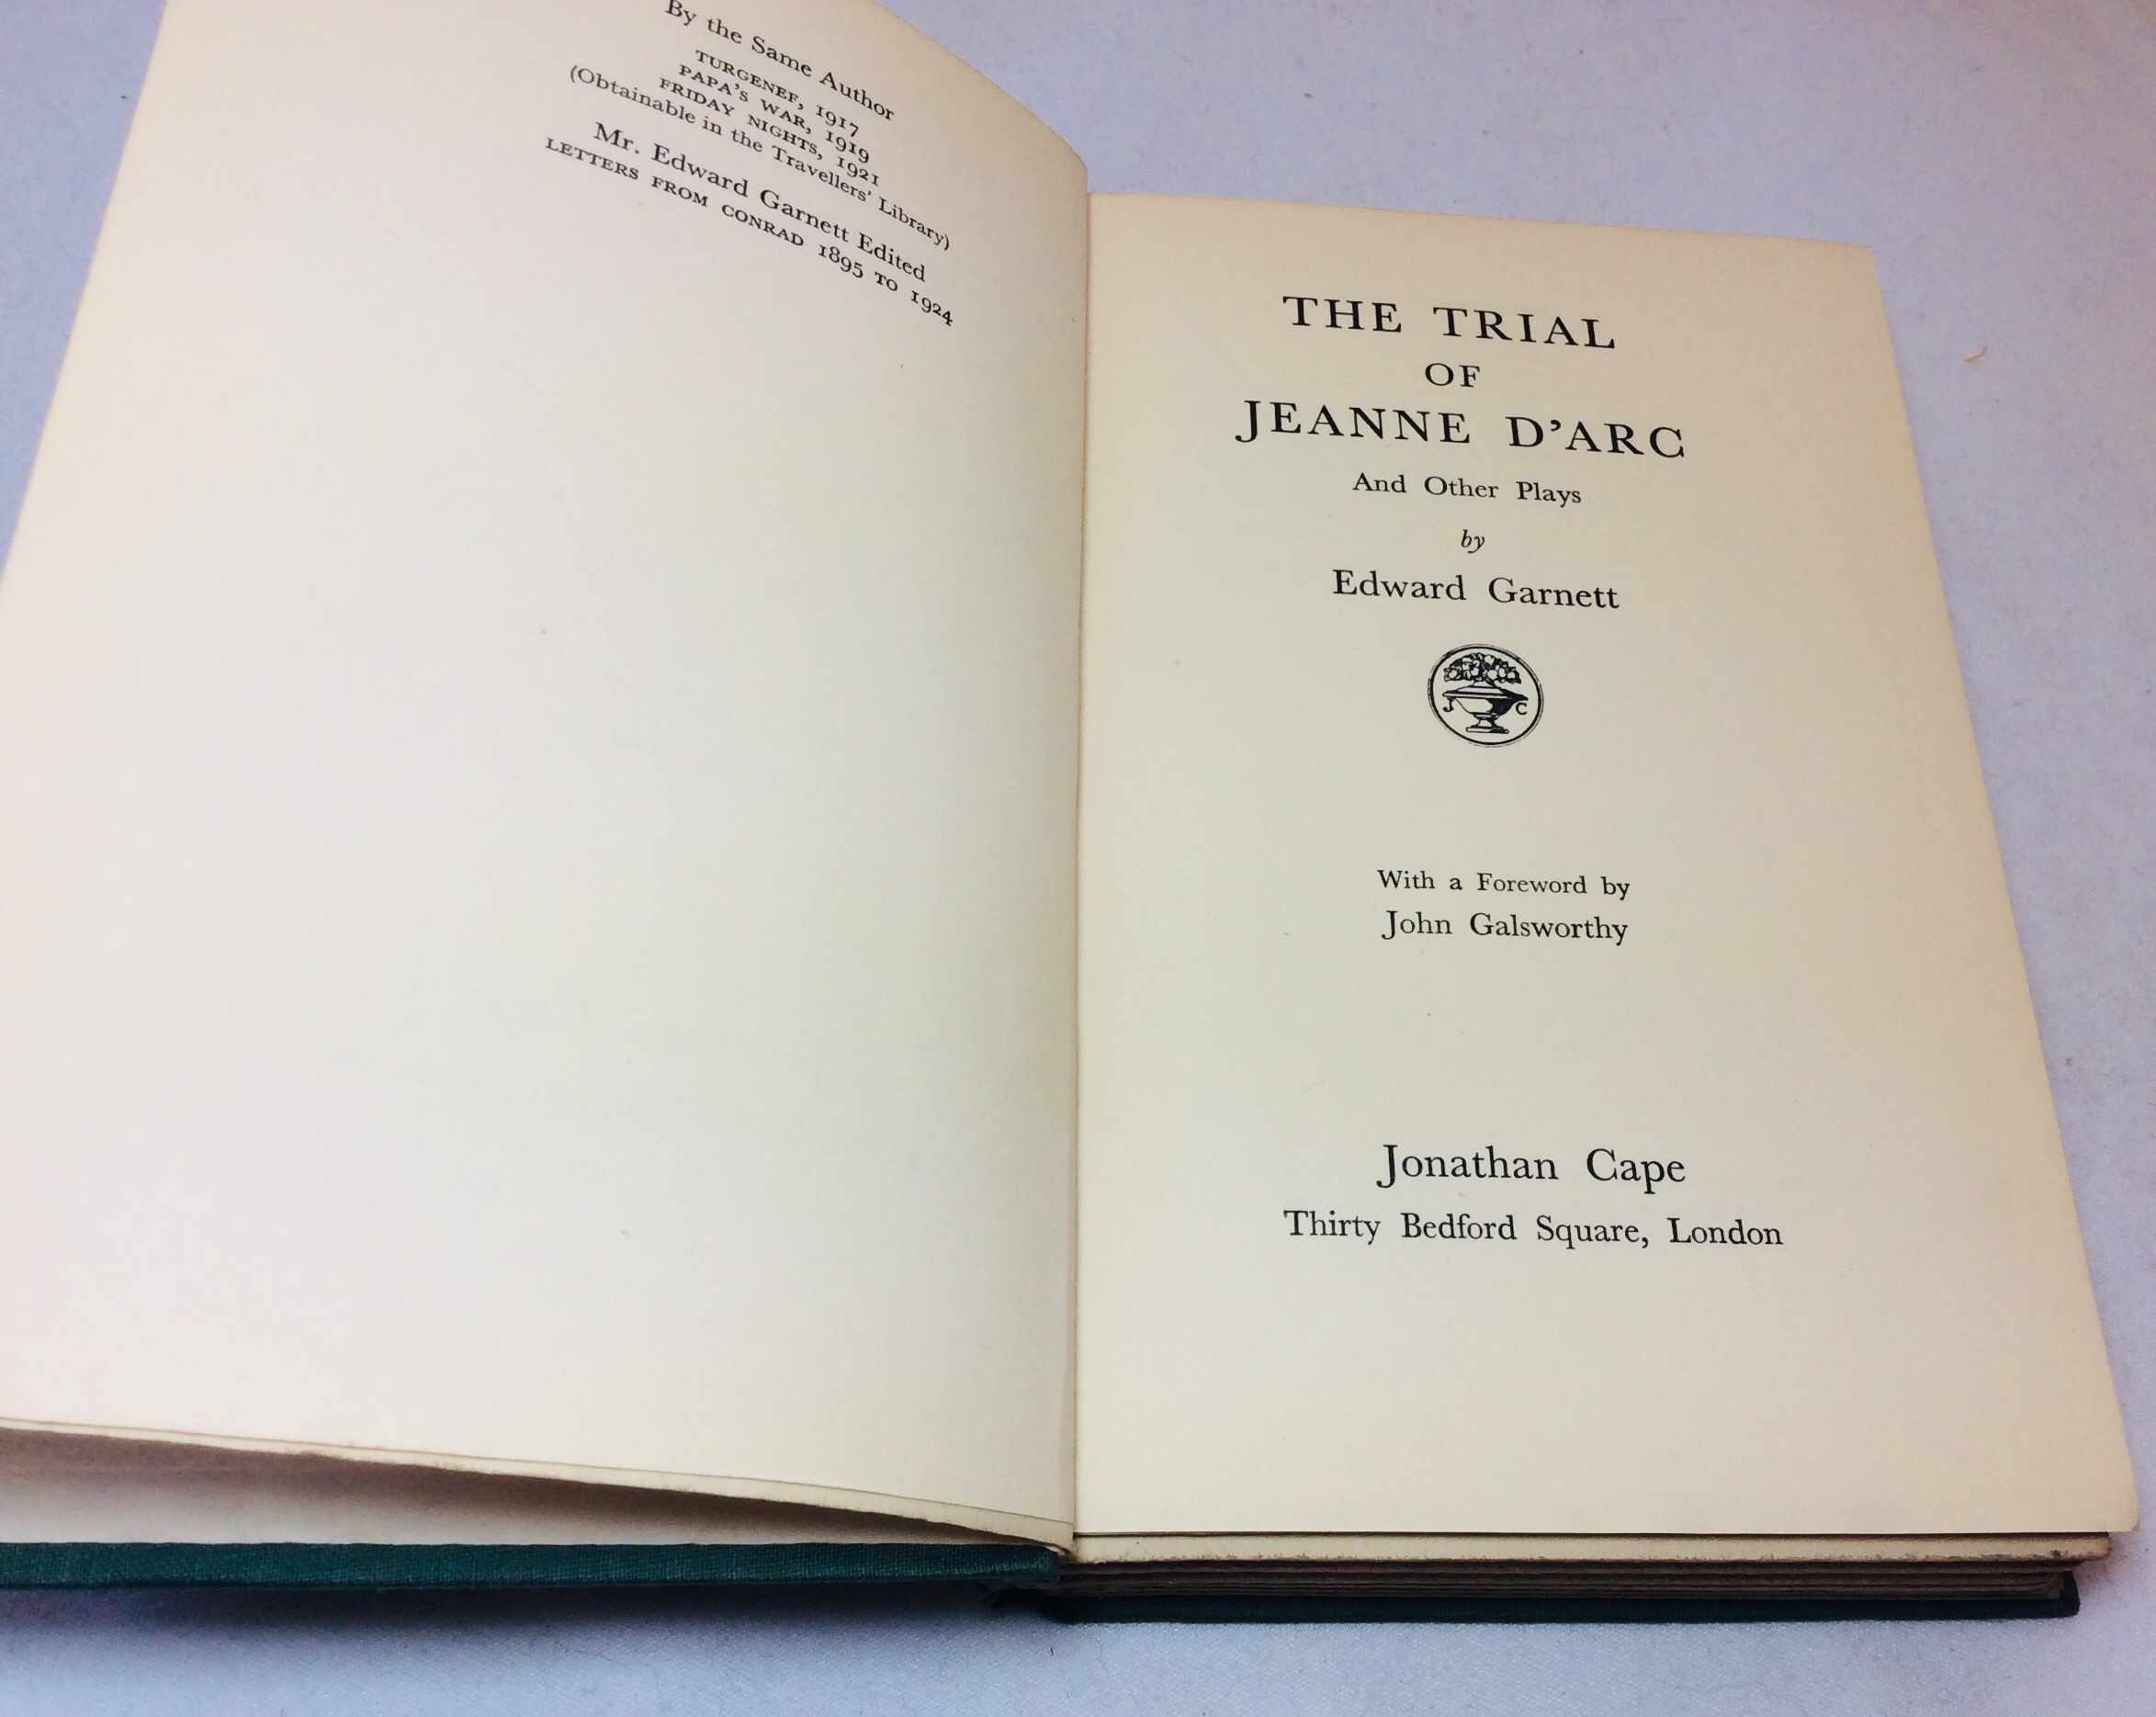 By the Same Author
TURGENEF, 1917
PAPA'S WAR, 1919
FRIDAY NIGHTS, 1921
(Obtainable in the Travellers' Library)
Mr. Edward Garnett Edited
LETTERS FROM CONRAD 1895 TO 1924
THE TRIAL
OF
JEANNE D'ARC
And Other Plays
by
Edward Garnett
J C
With a Foreword by
John Galsworthy
Jonathan Cape
Thirty Bedford Square, London